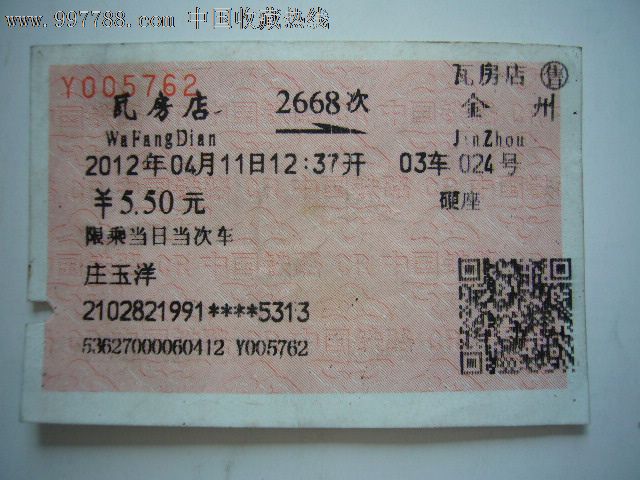 www.997788.com 中国收藏热线
Y005762 瓦房店 售
瓦房店 2668次 金州
WaFangDian JinZhou
2012年04月11日12:37开 03车024号
￥5.50元 硬座
限乘当日当次车
庄玉洋
2102821991****5313
53627000060412 Y005762